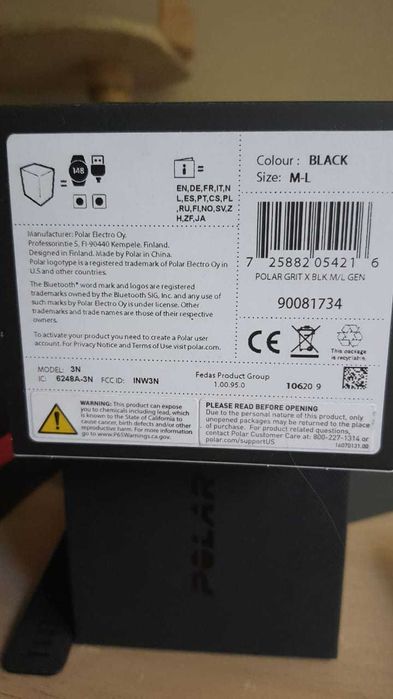 Colour : BLACK
Size: M-L
148
i =
EN,DE,FR,IT,N
L,ES,PT,CS,PL
,RU,FI,NO,SV,Z
H,ZF,JA
Manufacturer: Polar Electro Oy.
Professorintie 5, FI-90440 Kempele. Finland.
Designed in Finland. Made by Polar in China.
Polar logotype is a registered trademark of Polar Electro Oy in
U.S and other countries.
The Bluetooth® word mark and logos are registered
trademarks owned by the Bluetooth SIG, Inc. and any use of
such marks by Polar Electro Oy is under license. Other
trademarks and trade names are those of their respective
owners.
To activate your product you need to create a Polar user
account. For Privacy Notice and Terms of Use visit polar.com.
7 25882 05421 6
POLAR GRIT X BLK M/L GEN
90081734
CE
This package
is recyclable.
MODEL: 3N
IC: 6248A-3N FCC ID: INW3N
Fedas Product Group
1.00.95.0
10620 9
WARNING: This product can expose
you to chemicals including lead, which
is known to the State of California to
cause cancer, birth defects and/or other
reproductive harm. For more information
go to www.P65Warnings.ca.gov.
PLEASE READ BEFORE OPENING
Due to the personal nature of this product, only
unopened packages may be returned to the place
of purchase. For product related questions,
contact Polar Customer Care at: 800-227-1314 or
polar.com/supportUS
16070131.00
POLAR